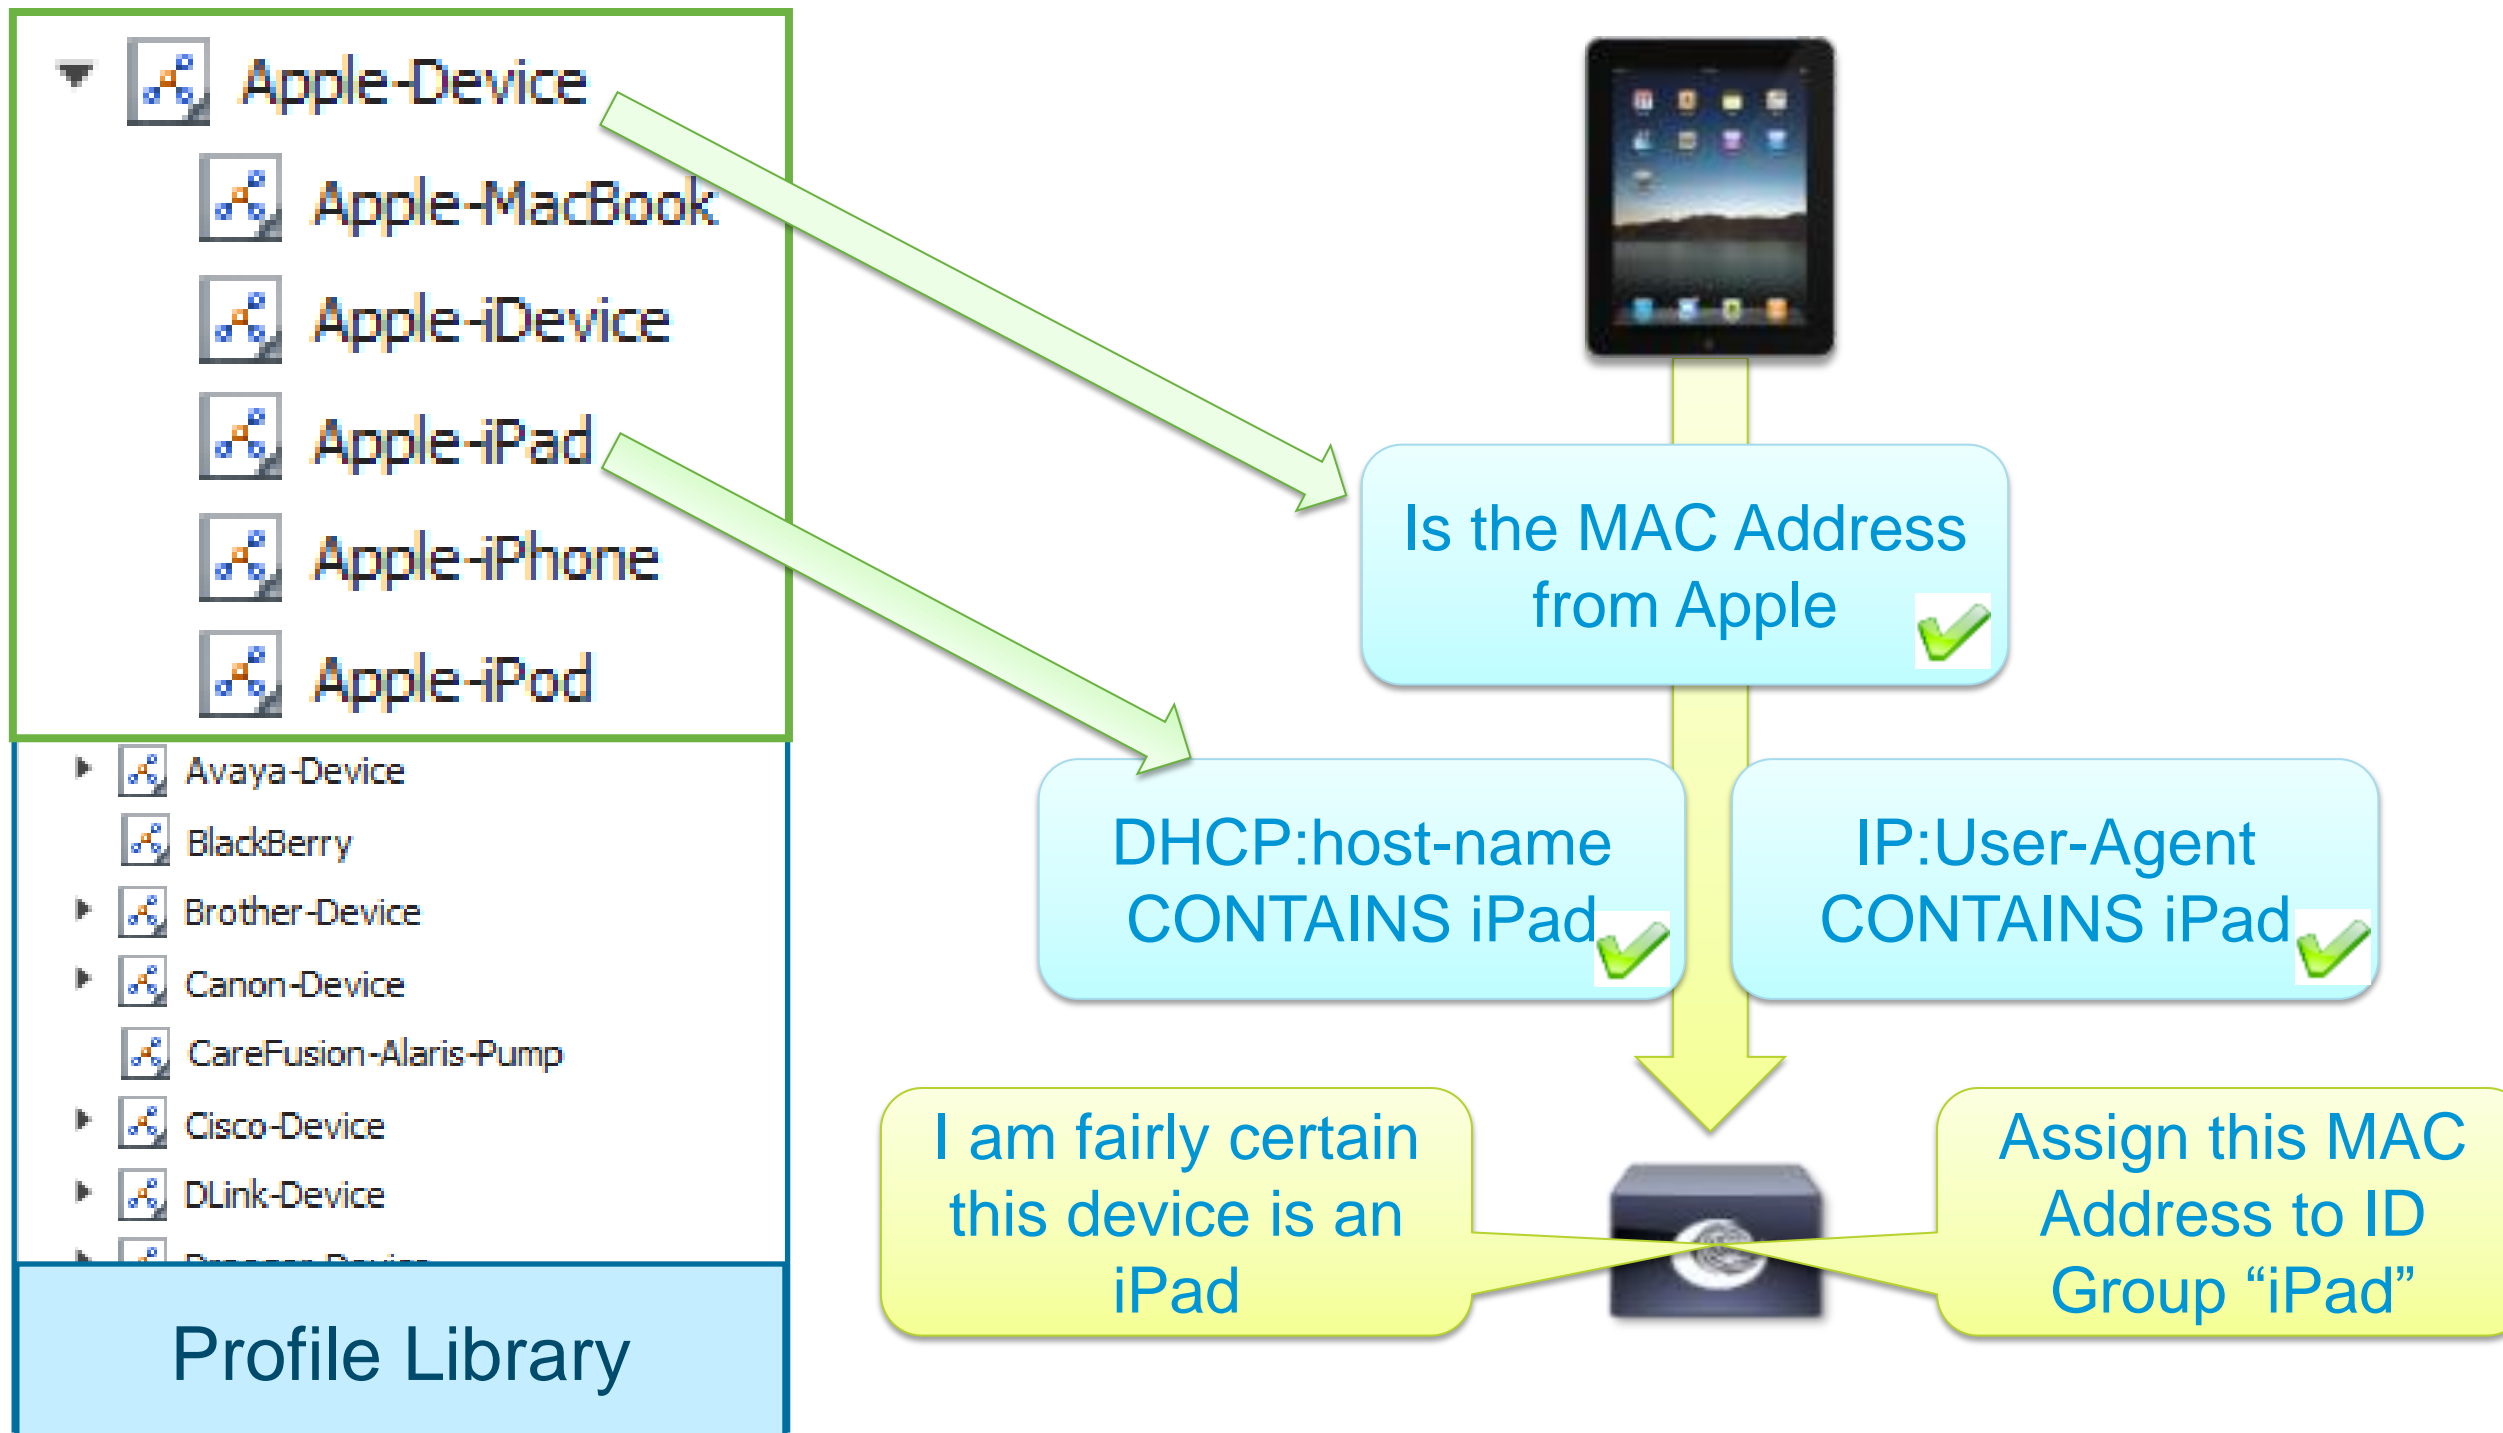 Apple-Device
Apple-MacBook
Apple-iDevice
Apple-iPad
Apple-iPhone
Apple-iPod
Avaya-Device
BlackBerry
Brother-Device
Canon-Device
CareFusion-Alaris-Pump
Cisco-Device
DLink-Device
Profile Library
Is the MAC Address
from Apple
DHCP:host-name
CONTAINS iPad
IP:User-Agent
CONTAINS iPad
I am fairly certain
this device is an
iPad
Assign this MAC
Address to ID
Group “iPad”